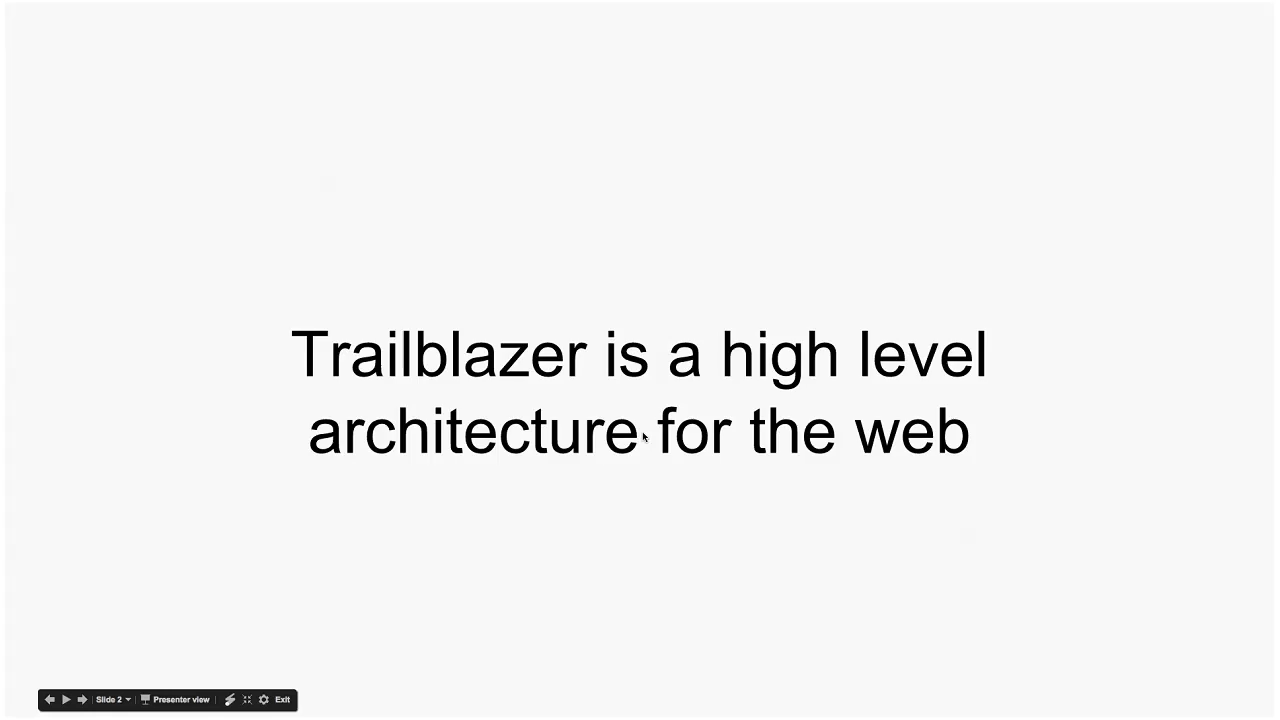 Trailblazer is a high level
architecture for the web
Slide 2 Presenter view Exit